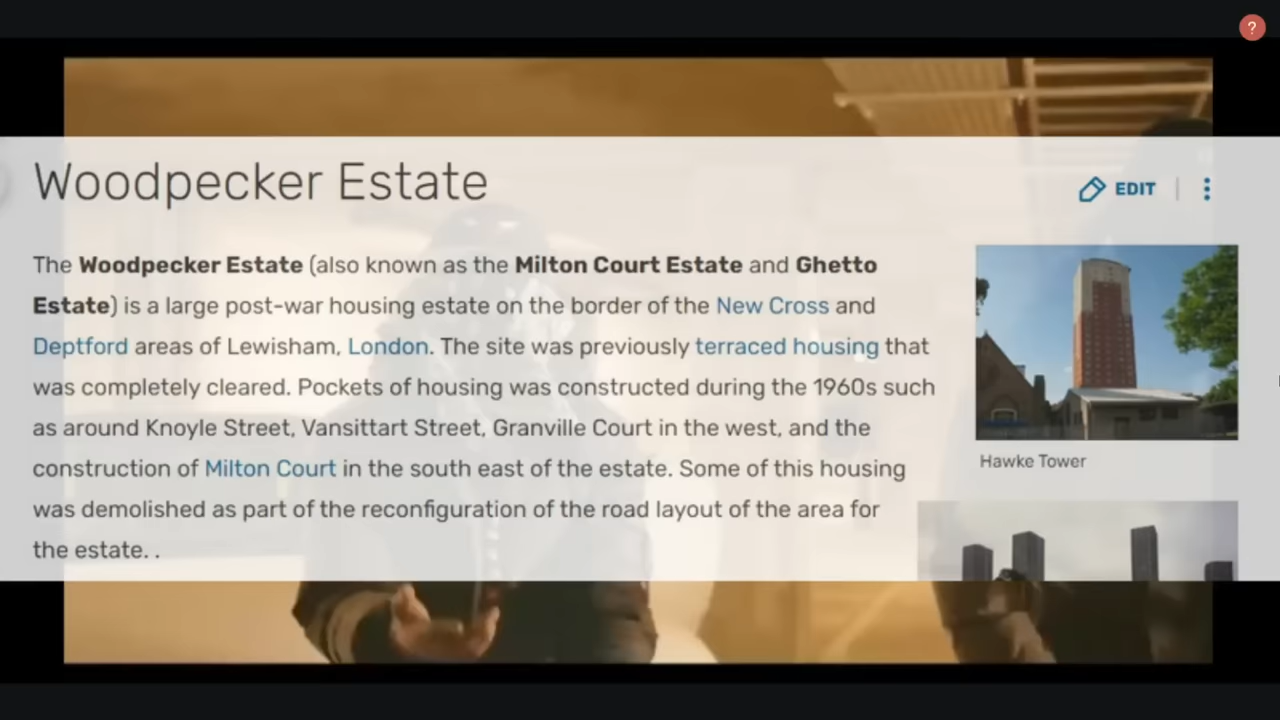 ?
Woodpecker Estate
EDIT
The Woodpecker Estate (also known as the Milton Court Estate and Ghetto
Estate) is a large post-war housing estate on the border of the New Cross and
Deptford areas of Lewisham, London. The site was previously terraced housing that
was completely cleared. Pockets of housing was constructed during the 1960s such
as around Knoyle Street, Vansittart Street, Granville Court in the west, and the
construction of Milton Court in the south east of the estate. Some of this housing
was demolished as part of the reconfiguration of the road layout of the area for
the estate. .
Hawke Tower